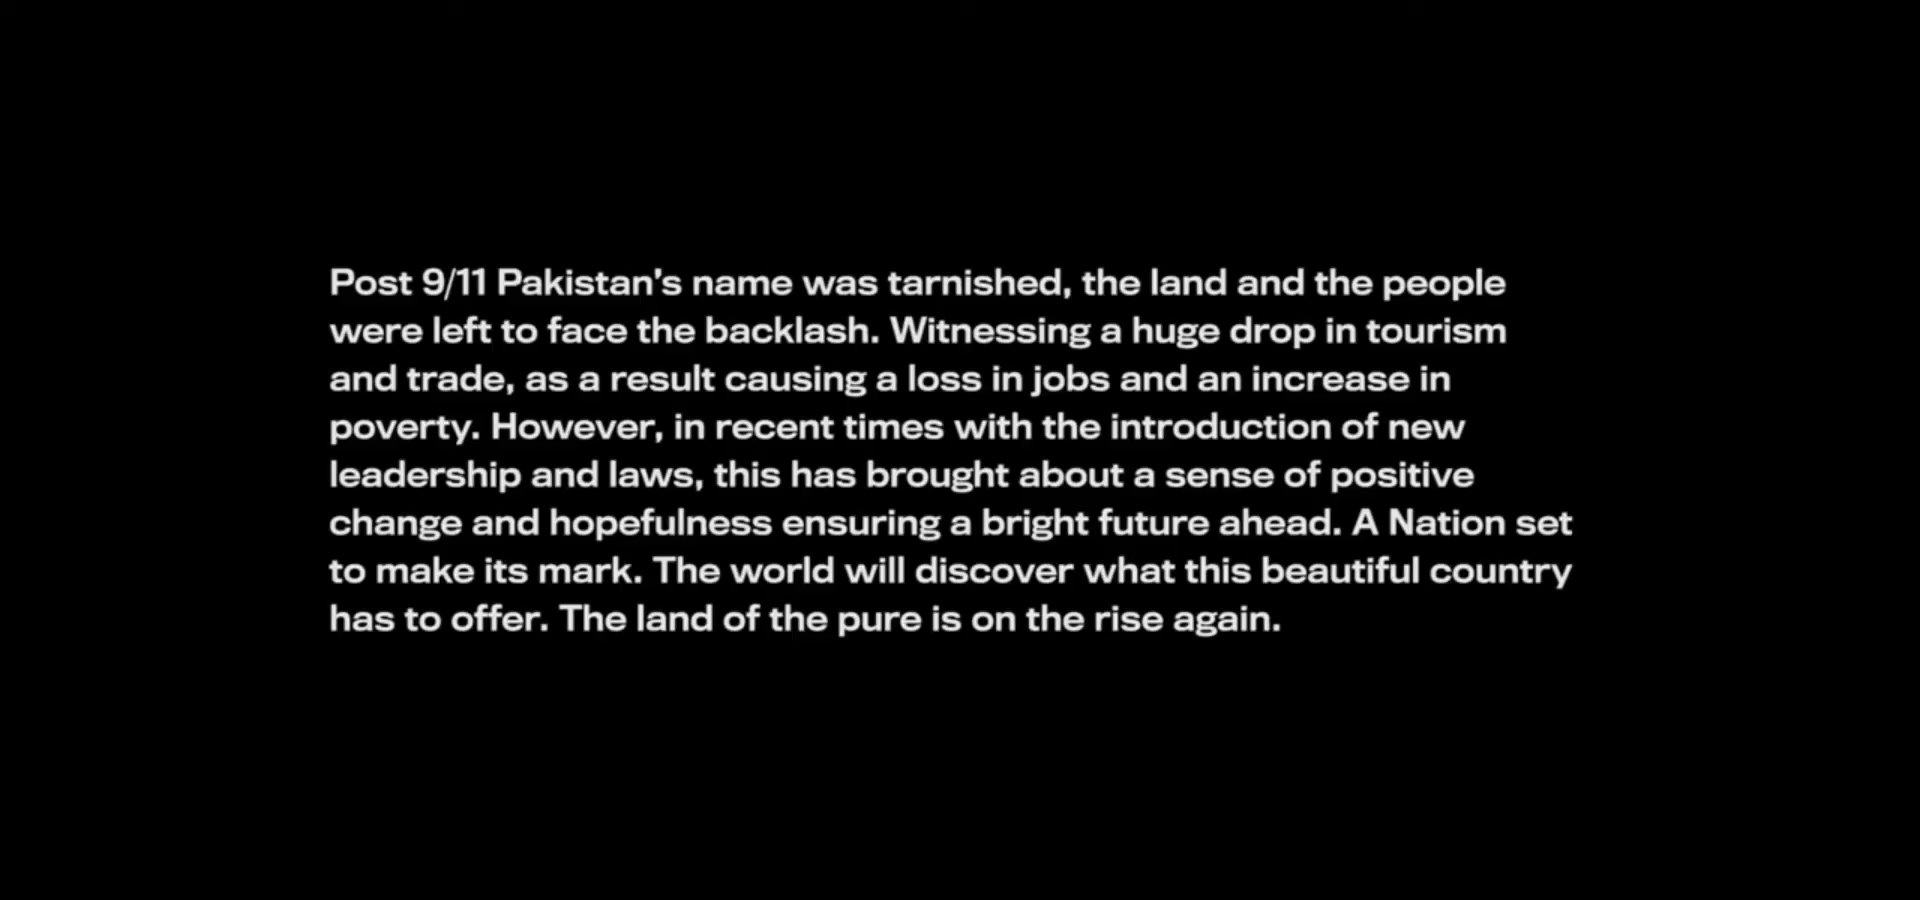 Post 9/11 Pakistan's name was tarnished, the land and the people
were left to face the backlash. Witnessing a huge drop in tourism
and trade, as a result causing a loss in jobs and an increase in
poverty. However, in recent times with the introduction of new
leadership and laws, this has brought about a sense of positive
change and hopefulness ensuring a bright future ahead. A Nation set
to make its mark. The world will discover what this beautiful country
has to offer. The land of the pure is on the rise again.